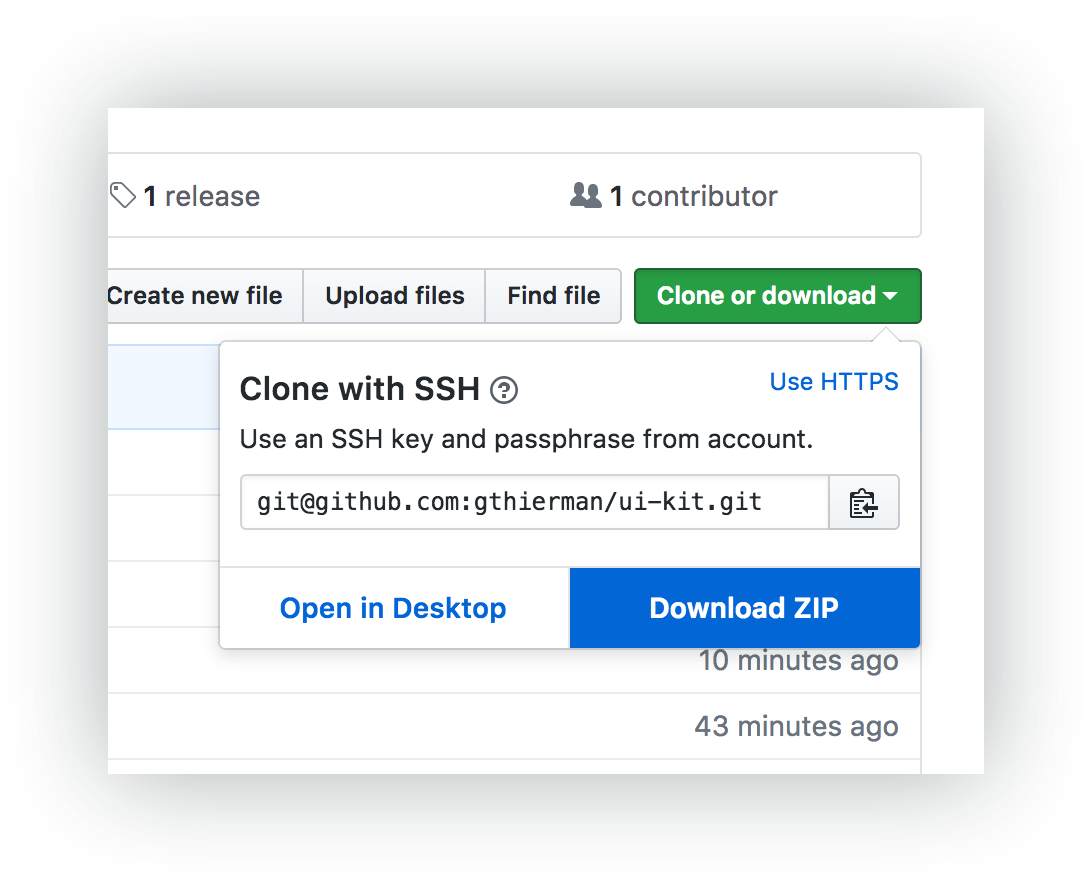 1 release
1 contributor
Create new file
Upload files
Find file
Clone or download
Clone with SSH ?
Use HTTPS
Use an SSH key and passphrase from account.
git@github.com:gthierman/ui-kit.git
Open in Desktop
Download ZIP
10 minutes ago
43 minutes ago